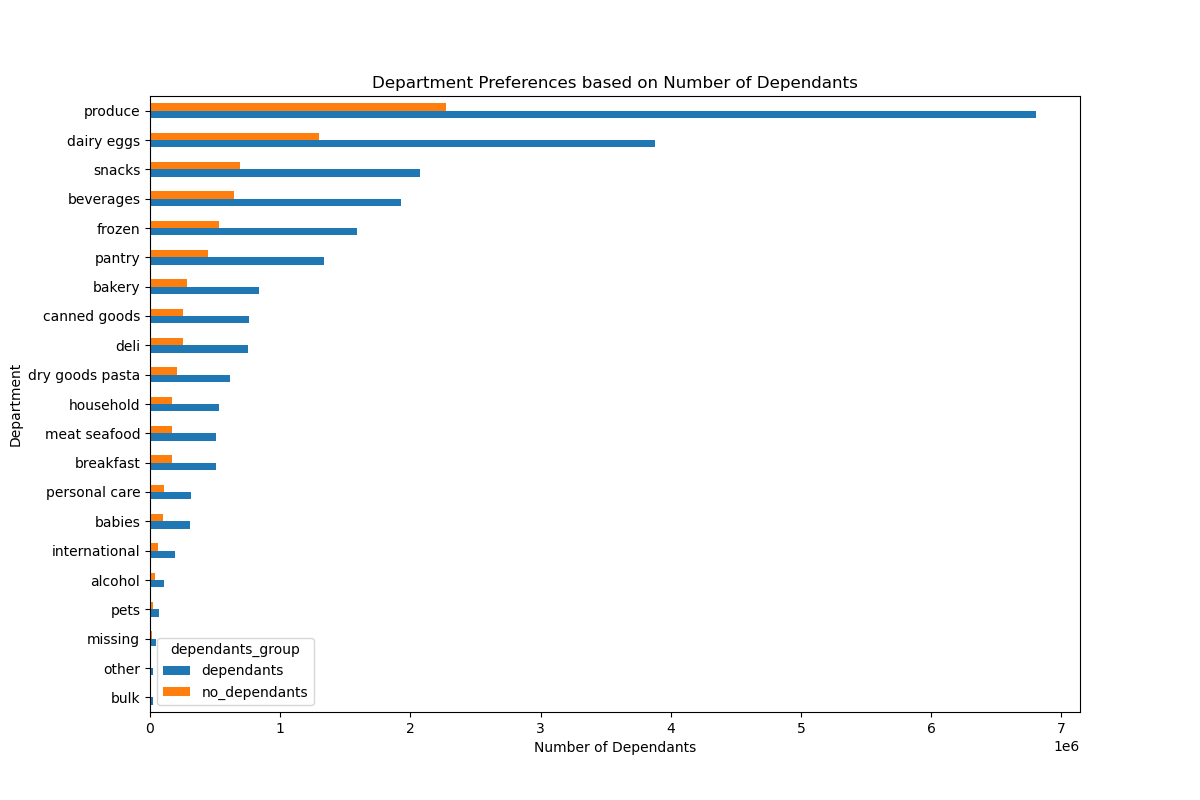 Department Preferences based on Number of Dependants
produce
dairy eggs
snacks
beverages
frozen
pantry
bakery
canned goods
deli
dry goods pasta
household
meat seafood
breakfast
personal care
babies
international
alcohol
pets
missing
other
bulk
Department
dependants_group
dependants
no_dependants
0 1 2 3 4 5 6 7
1e6
Number of Dependants